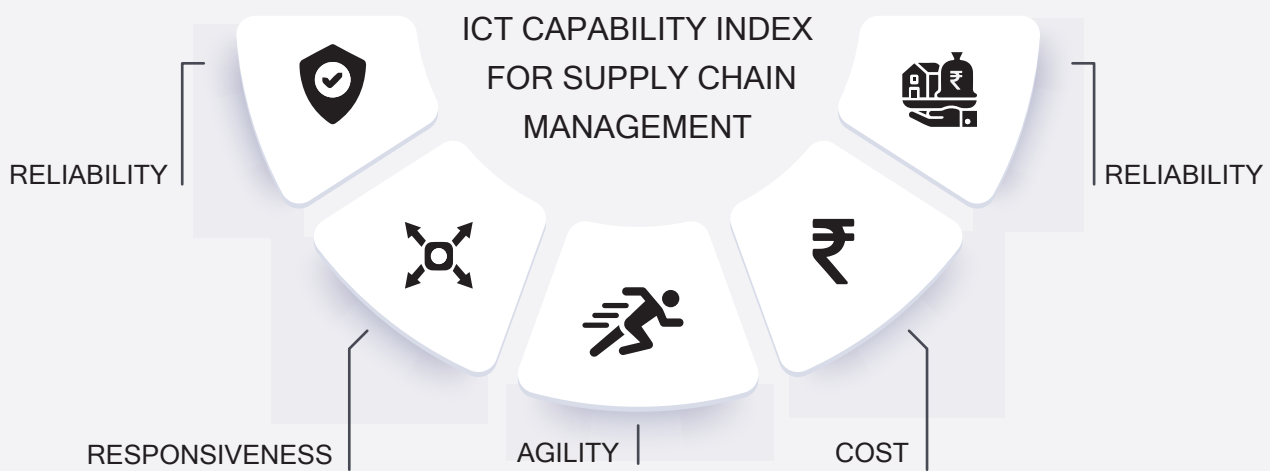 ICT CAPABILITY INDEX
FOR SUPPLY CHAIN
MANAGEMENT
₹
RELIABILITY
RELIABILITY
₹
RESPONSIVENESS
AGILITY
COST